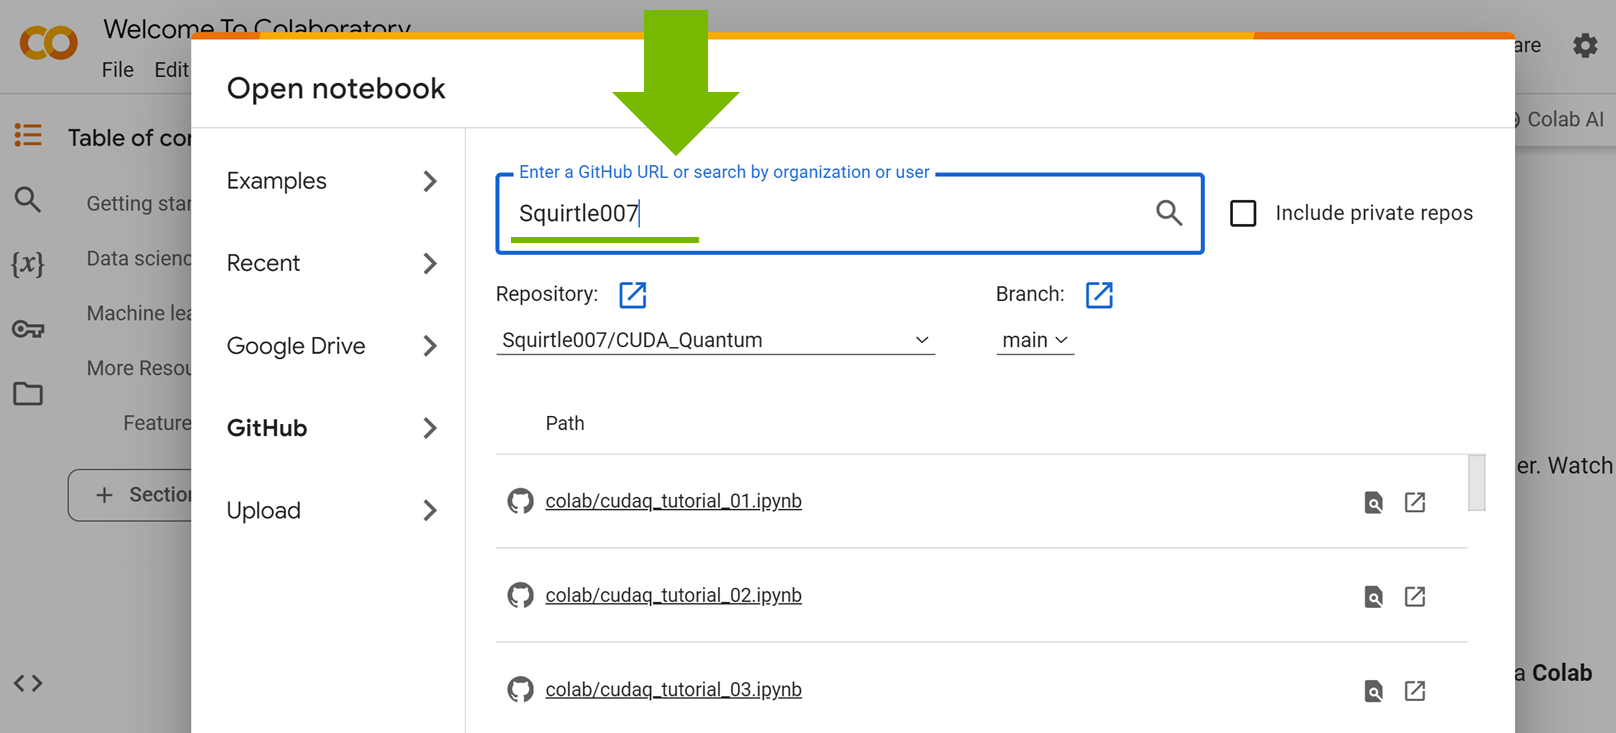 Welcome To Colaboratory
File Edit
are
Open notebook
Colab AI
Table of con
Getting star
Data scienc
Machine lea
More Resou
Feature
+ Section
Examples
Recent
Google Drive
GitHub
Upload
Enter a GitHub URL or search by organization or user
Squirtle007
Include private repos
Repository:
Branch:
Squirtle007/CUDA_Quantum
main
Path
colab/cudaq_tutorial_01.ipynb
colab/cudaq_tutorial_02.ipynb
colab/cudaq_tutorial_03.ipynb
er. Watch
a Colab